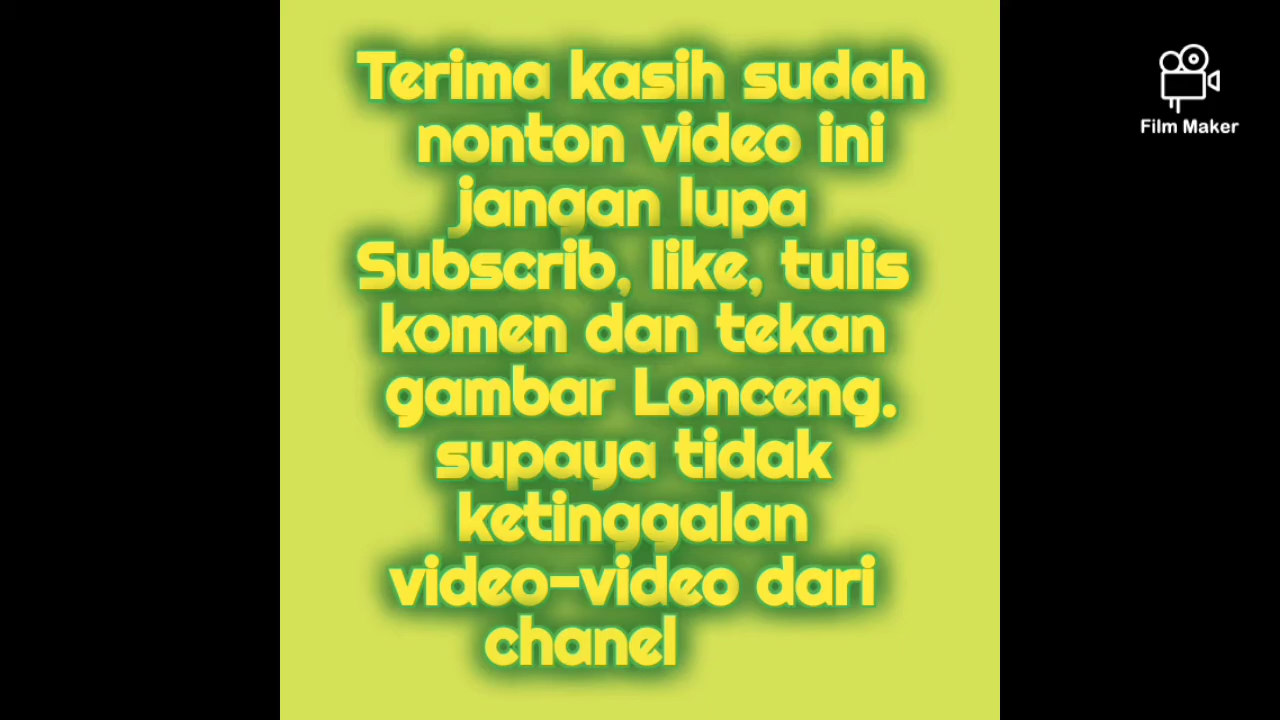 Terima kasih sudah
nonton video ini
jangan lupa
Subscrib, like, tulis
komen dan tekan
gambar Lonceng.
supaya tidak
ketinggalan
video-video dari
chanel
Film Maker